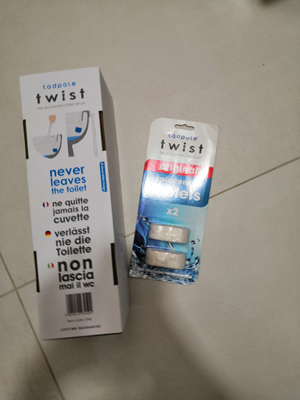 tadpole
twist
never
leaves
the toilet
ne quitte
jamais la
cuvette
verlässt
nie die
Toilette
non
lascia
mai il wc
tadpole
twist
original
x2